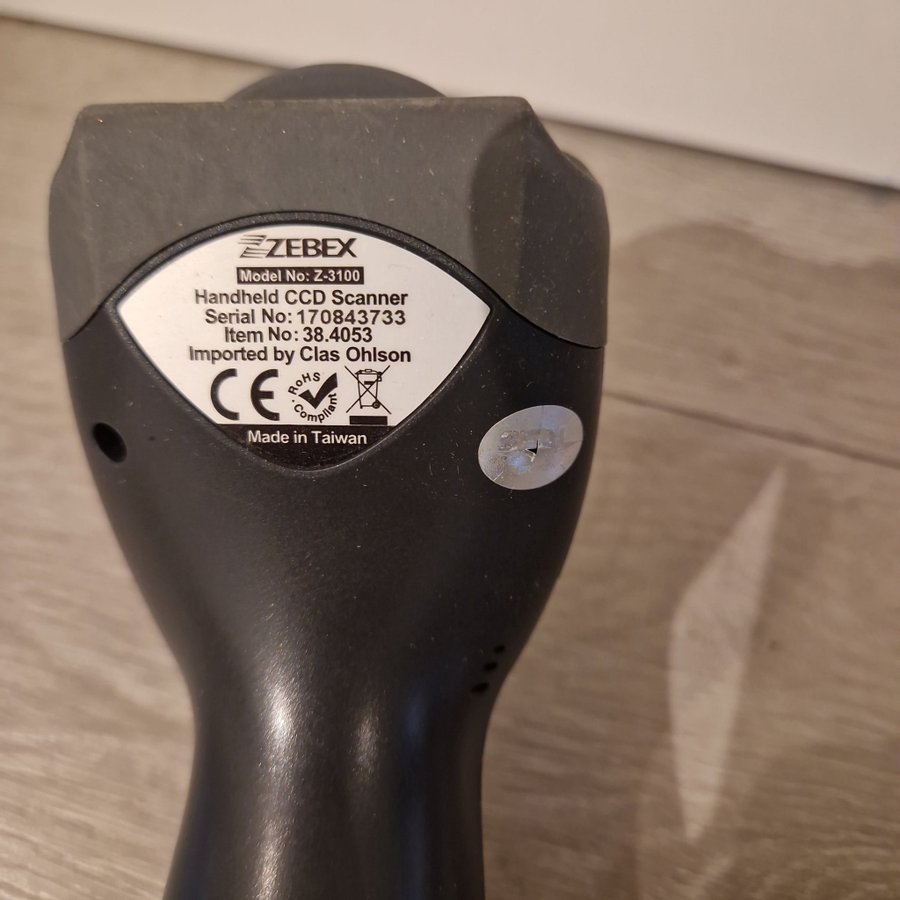 ZEBEX
Model No: Z-3100
Handheld CCD Scanner
Serial No: 170843733
Item No: 38.4053
Imported by Clas Ohlson
CE RoHS Compliant
Made in Taiwan